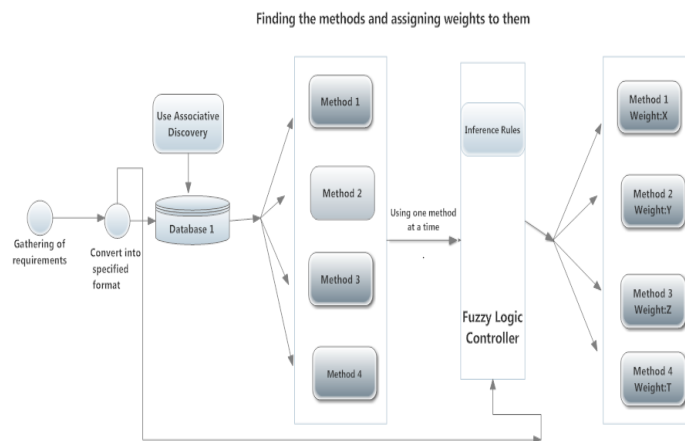 Finding the methods and assigning weights to them
Use Associative
Discovery
Gathering of
requirements
Convert into
specified
format
Database 1
Method 1
Method 2
Method 3
Method 4
Using one method
at a time
Inference Rules
Fuzzy Logic
Controller
Method 1
Weight:X
Method 2
Weight:Y
Method 3
Weight:Z
Method 4
Weight:T